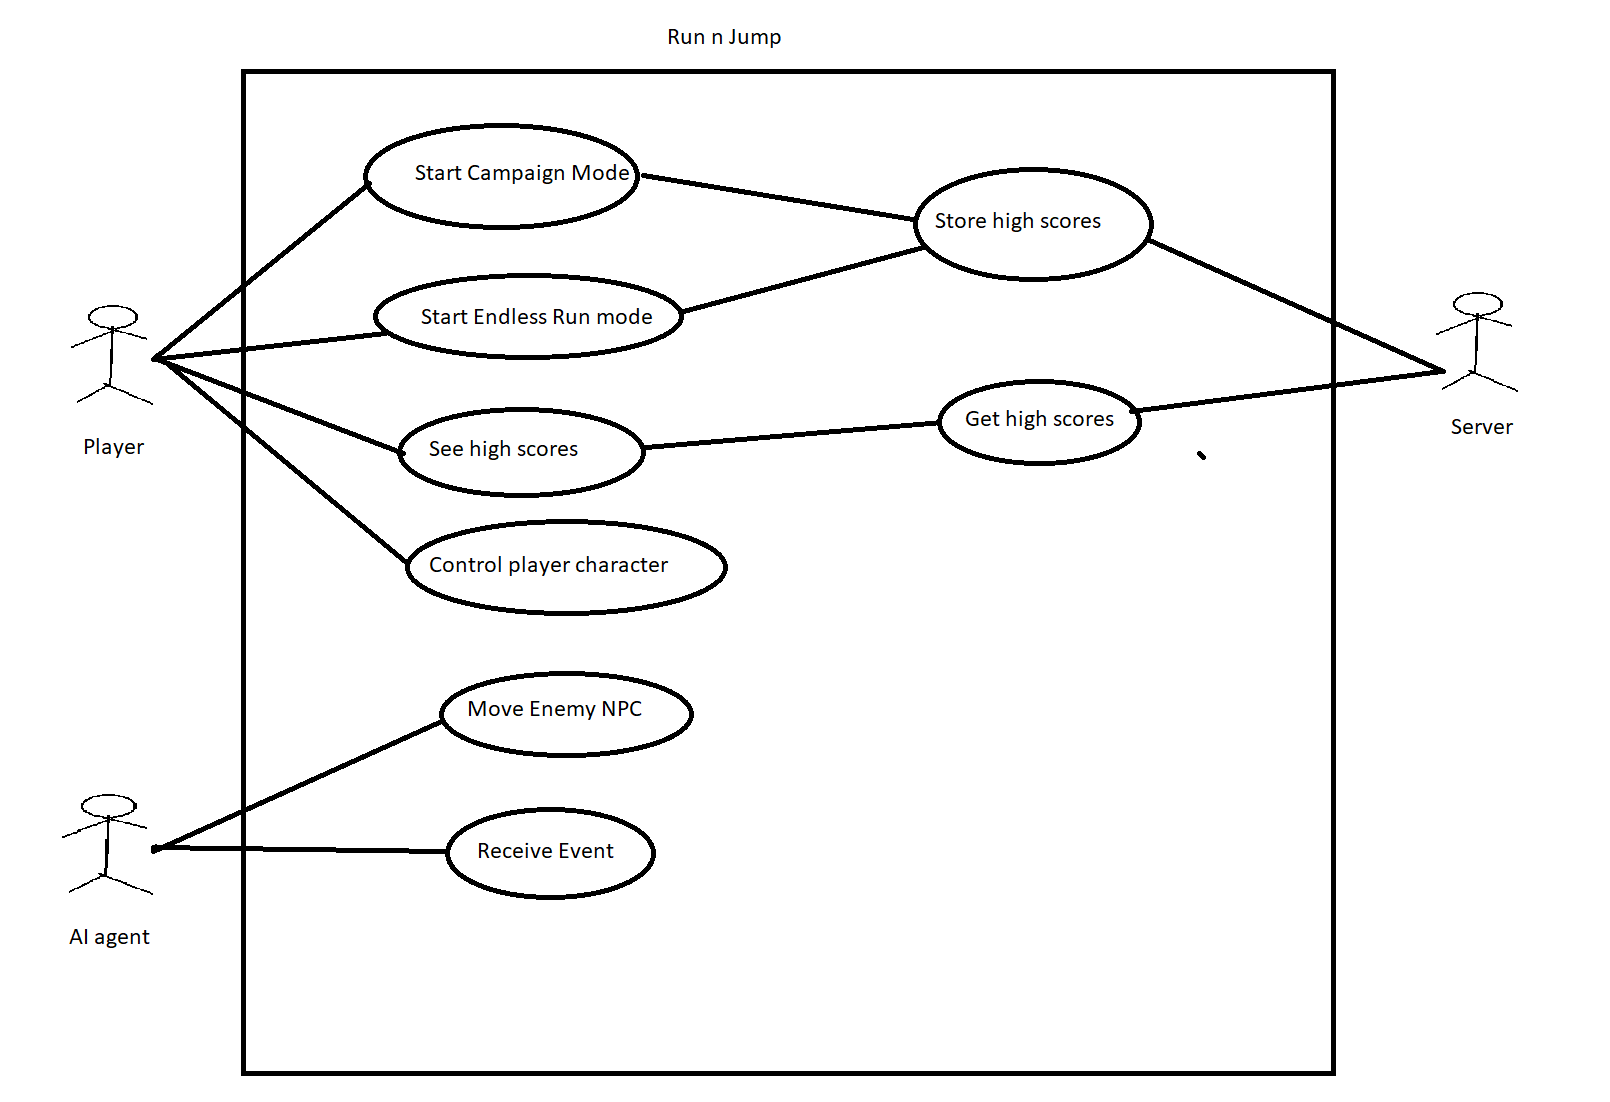 Run n Jump
Start Campaign Mode
Store high scores
Start Endless Run mode
Player
See high scores
Get high scores
Server
Control player character
Move Enemy NPC
Receive Event
AI agent